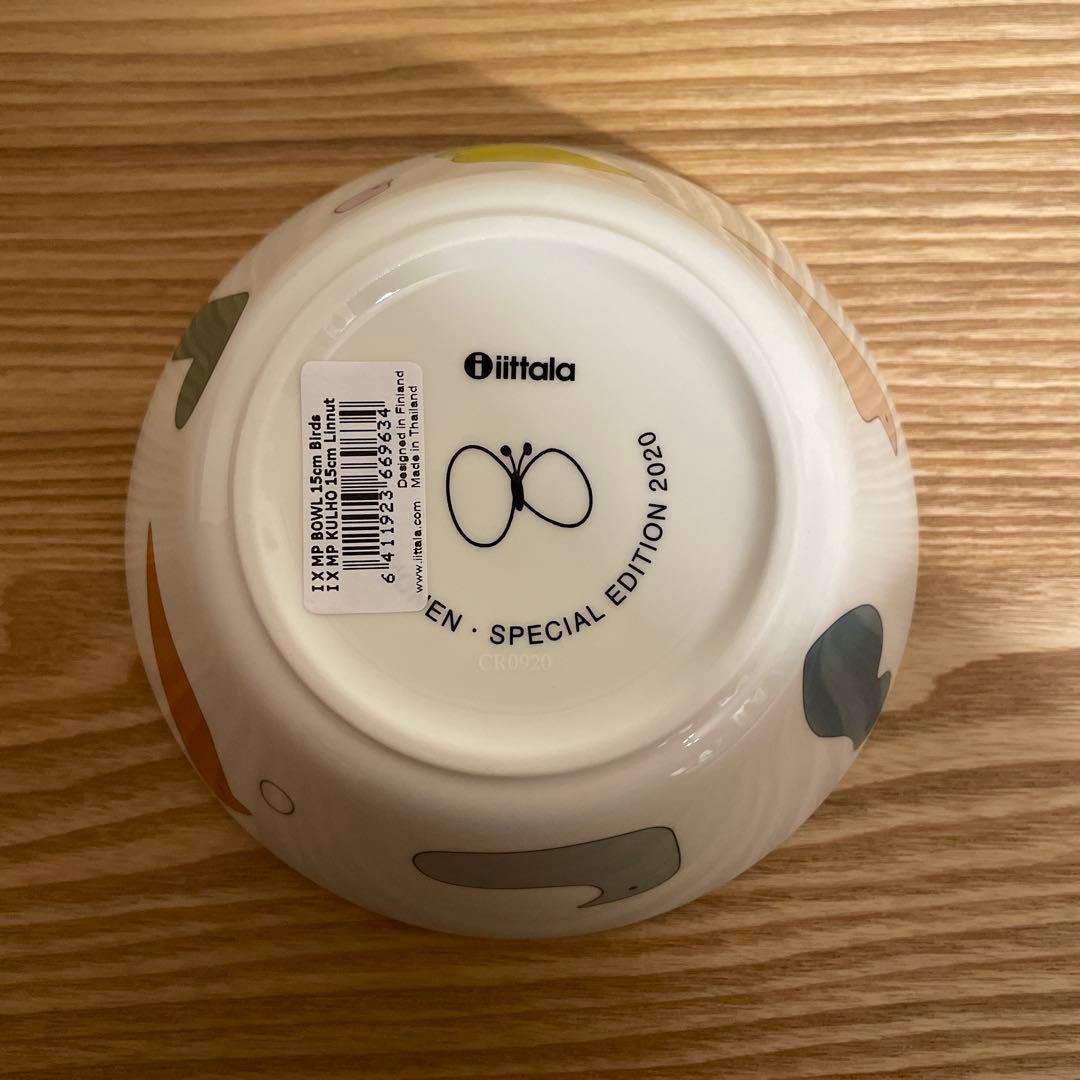 iittala
EN · SPECIAL EDITION 2020
CR0920
I X MP BOWL 15cm Birds
I X MP KULHO 15cm Linnut
6 411923 669634
Designed in Finland
www.iittala.com Made in Thailand